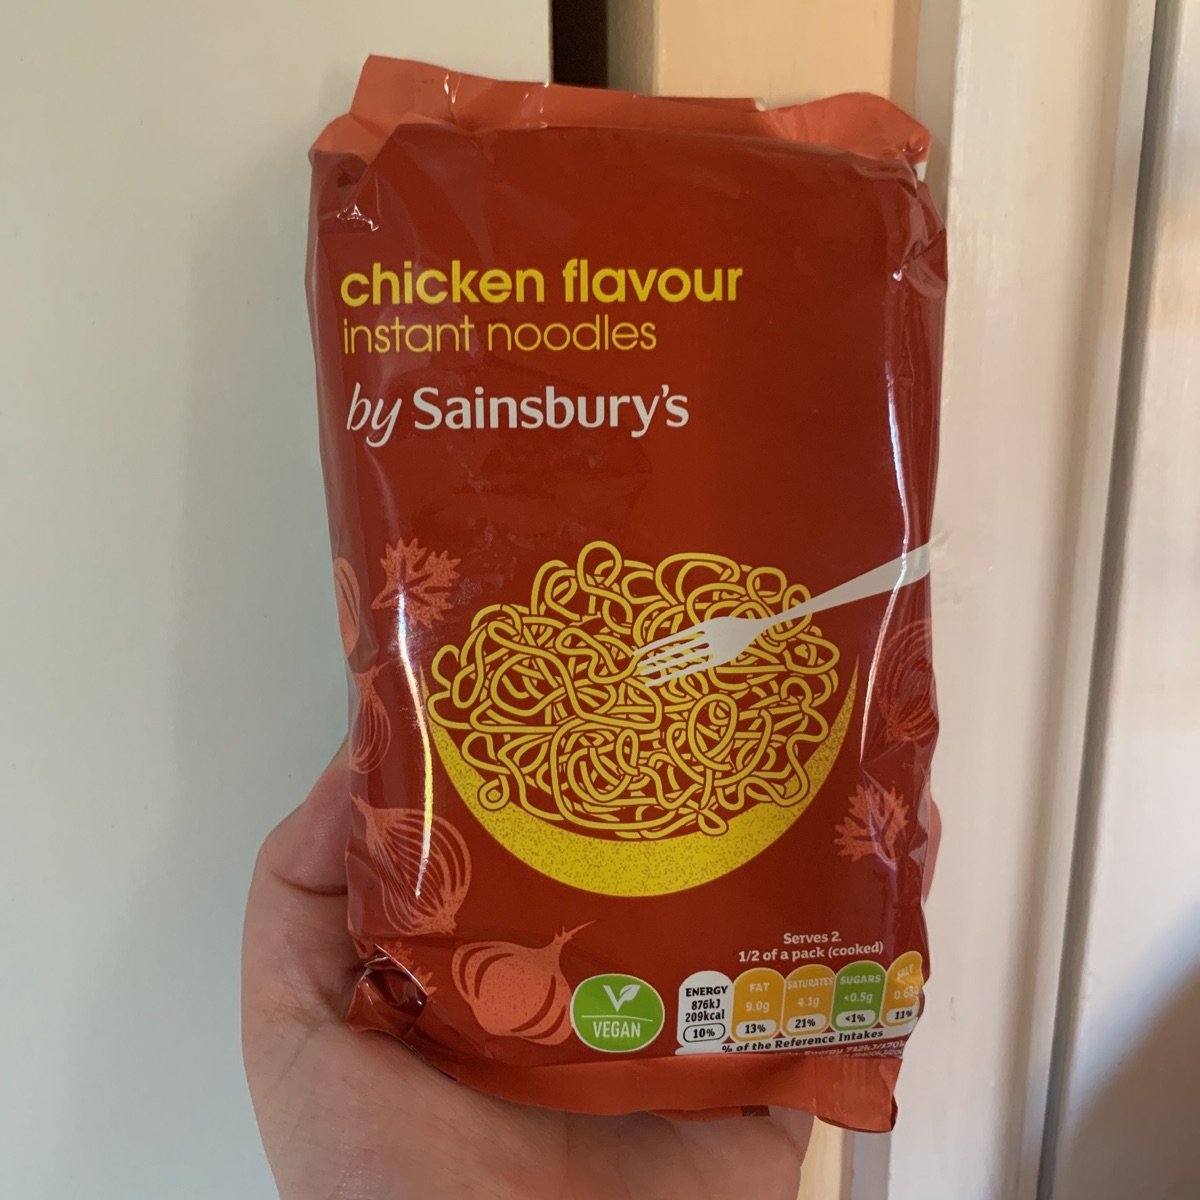 chicken flavour
instant noodles
by Sainsbury's
Serves 2.
1/2 of a pack (cooked)
ENERGY
876kJ
209kcal
10%
FAT
9.0g
13%
SATURATES
4.1g
21%
SUGARS
<0.5g
<1%
SALT
11%
% of the Reference Intakes
VEGAN